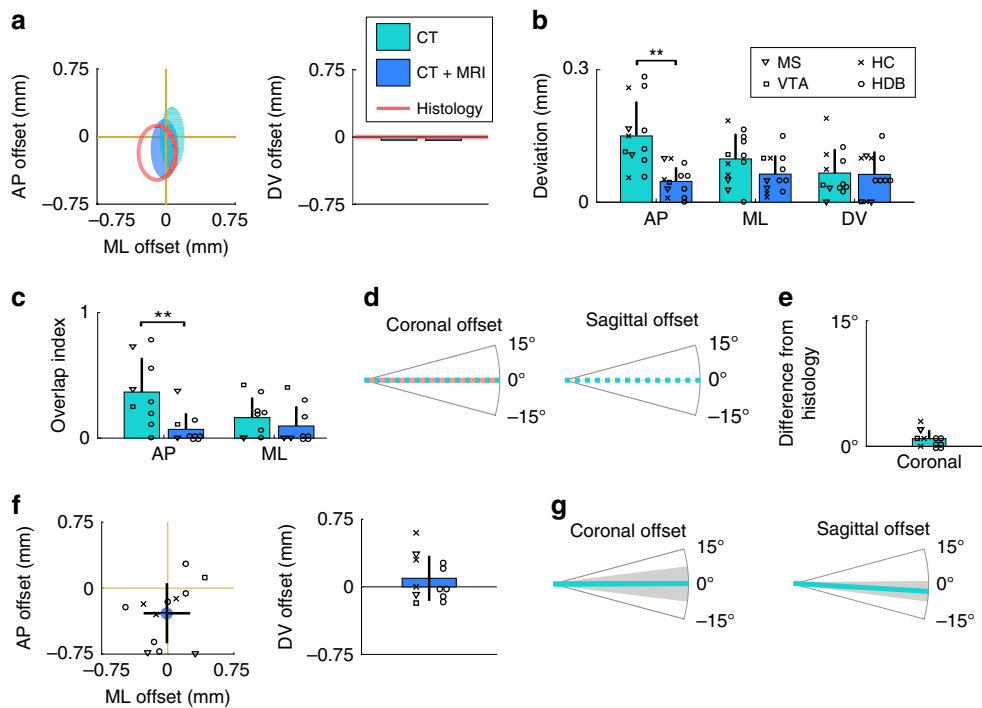 a
CT
CT + MRI
Histology
AP offset (mm)
0.75
0
−0.75
−0.75
0
0.75
ML offset (mm)
DV offset (mm)
0.75
0
−0.75
b
MS
HC
VTA
HDB
Deviation (mm)
0.3
0
**
AP
ML
DV
c
Overlap index
1
0
**
AP
ML
d
Coronal offset
15°
0°
−15°
Sagittal offset
15°
0°
−15°
e
Difference from
histology
15°
0°
Coronal
f
AP offset (mm)
0.75
0
−0.75
−0.75
0
0.75
ML offset (mm)
DV offset (mm)
0.75
0
−0.75
g
Coronal offset
15°
0°
−15°
Sagittal offset
15°
0°
−15°